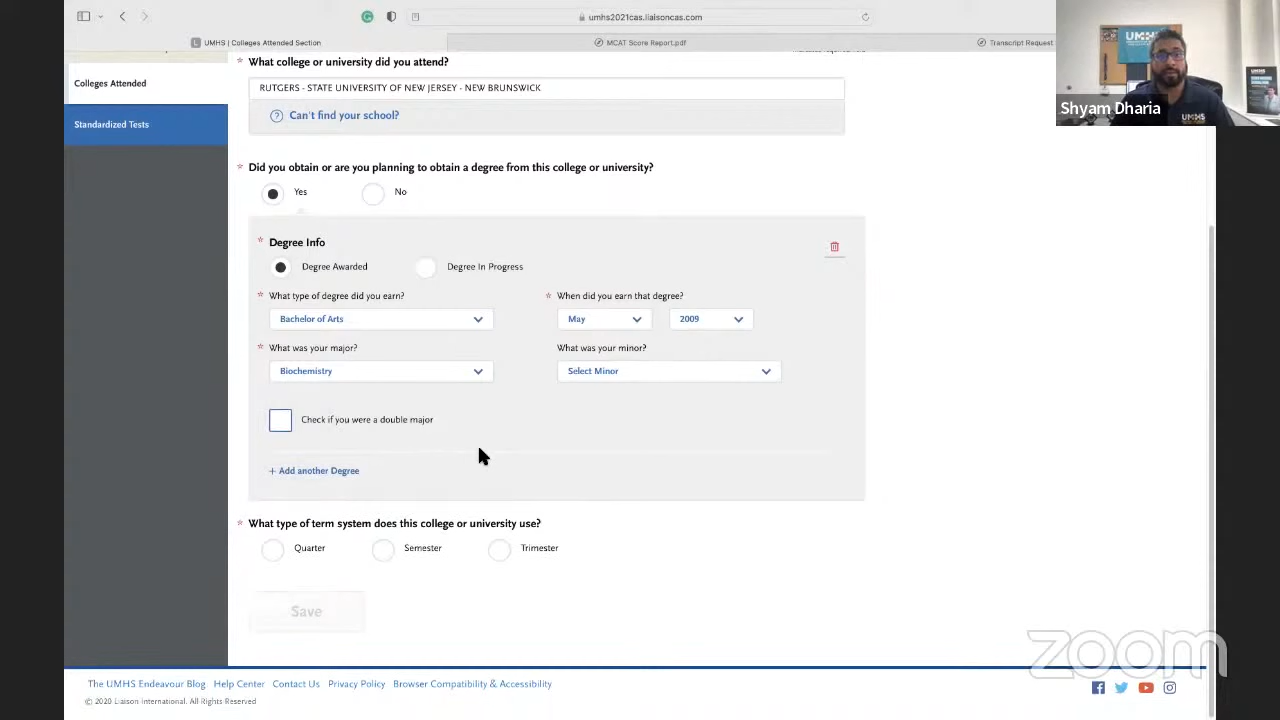 umhs2021cas.liaisoncas.com
UMHS | Colleges Attended Section
MCAT Score Report.pdf
Transcript Request
UMHS
Shyam Dharia
UMHS
Colleges Attended
Standardized Tests
* What college or university did you attend?
RUTGERS - STATE UNIVERSITY OF NEW JERSEY - NEW BRUNSWICK
? Can't find your school?
* Did you obtain or are you planning to obtain a degree from this college or university?
Yes No
* Degree Info
Degree Awarded Degree In Progress
* What type of degree did you earn? * When did you earn that degree?
Bachelor of Arts May 2009
* What was your major? What was your minor?
Biochemistry Select Minor
Check if you were a double major
+ Add another Degree
* What type of term system does this college or university use?
Quarter Semester Trimester
Save
zoom
The UMHS Endeavour Blog Help Center Contact Us Privacy Policy Browser Compatibility & Accessibility
© 2020 Liaison International. All Rights Reserved